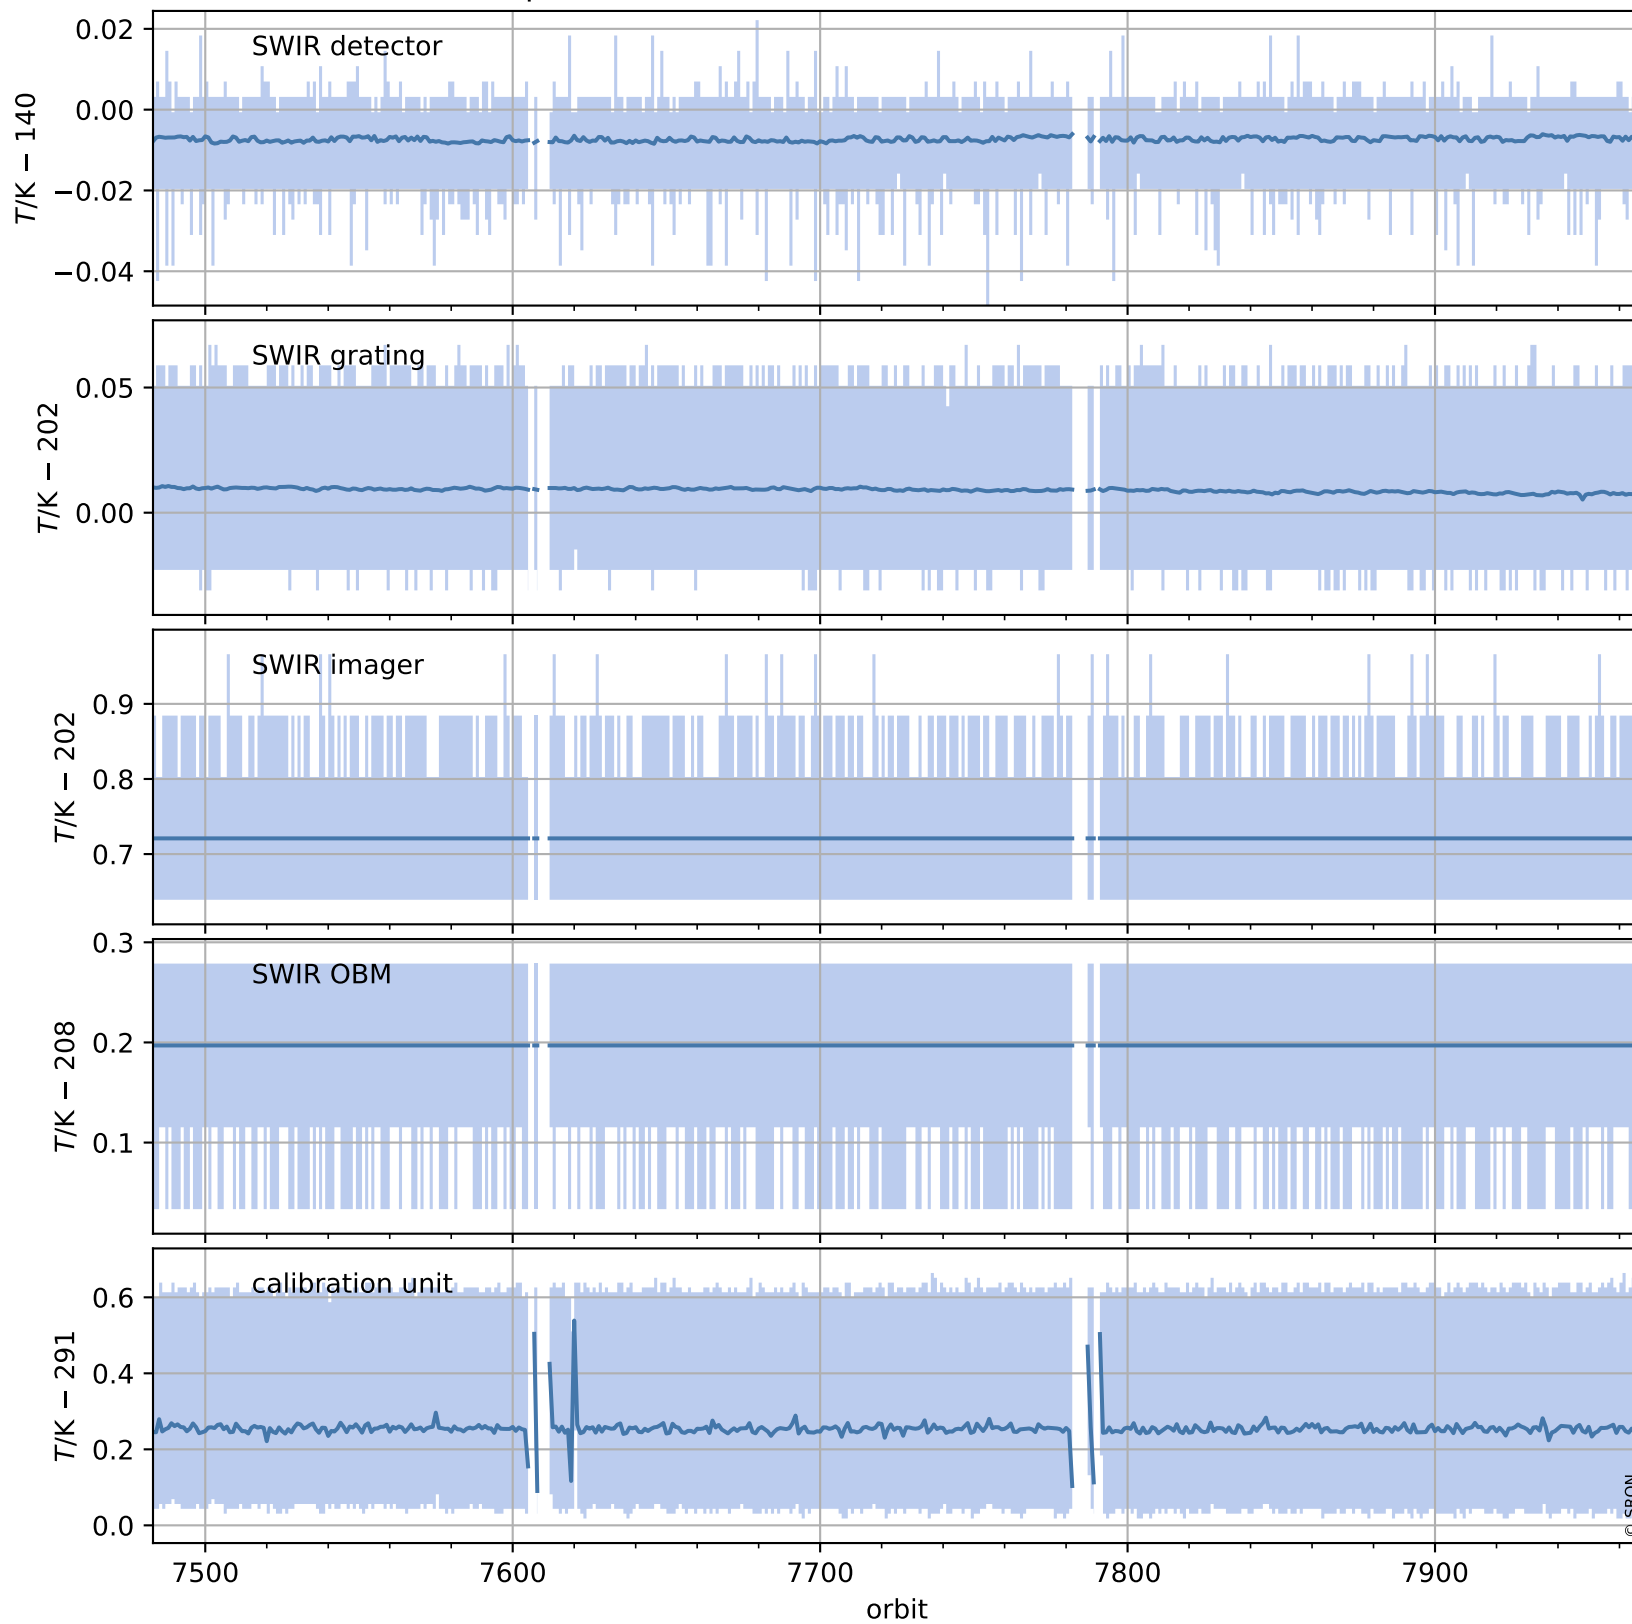 SWIR detector
0.02
0.00
−0.02
−0.04
T/K − 140
SWIR grating
0.05
0.00
T/K − 202
SWIR imager
0.9
0.8
0.7
T/K − 202
SWIR OBM
0.3
0.2
0.1
T/K − 208
calibration unit
0.6
0.4
0.2
0.0
T/K − 291
© SRON
7500 7600 7700 7800 7900
orbit